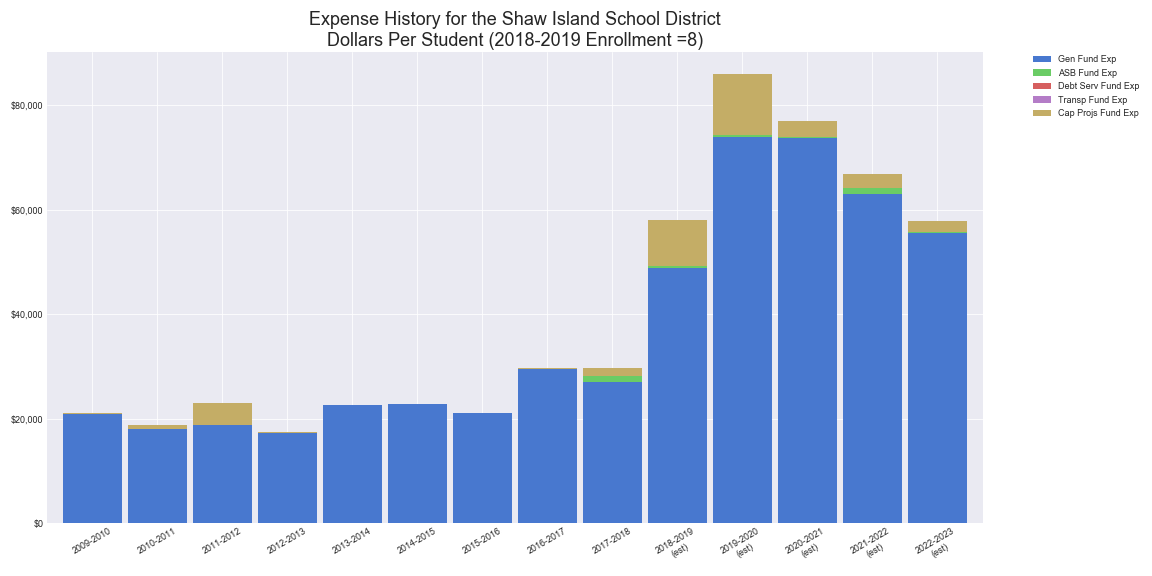 Expense History for the Shaw Island School District
Dollars Per Student (2018-2019 Enrollment =8)
Gen Fund Exp
ASB Fund Exp
Debt Serv Fund Exp
Transp Fund Exp
Cap Projs Fund Exp
$80,000
$60,000
$40,000
$20,000
$0
2009-2010
2010-2011
2011-2012
2012-2013
2013-2014
2014-2015
2015-2016
2016-2017
2017-2018
2018-2019
(est)
2019-2020
(est)
2020-2021
(est)
2021-2022
(est)
2022-2023
(est)